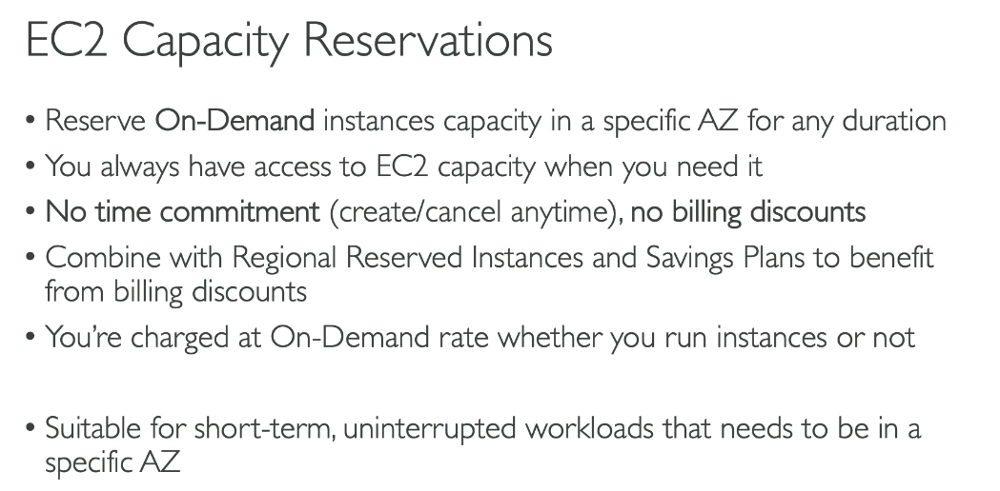 EC2 Capacity Reservations
• Reserve On-Demand instances capacity in a specific AZ for any duration
• You always have access to EC2 capacity when you need it
• No time commitment (create/cancel anytime), no billing discounts
• Combine with Regional Reserved Instances and Savings Plans to benefit
from billing discounts
• You’re charged at On-Demand rate whether you run instances or not
• Suitable for short-term, uninterrupted workloads that needs to be in a
specific AZ